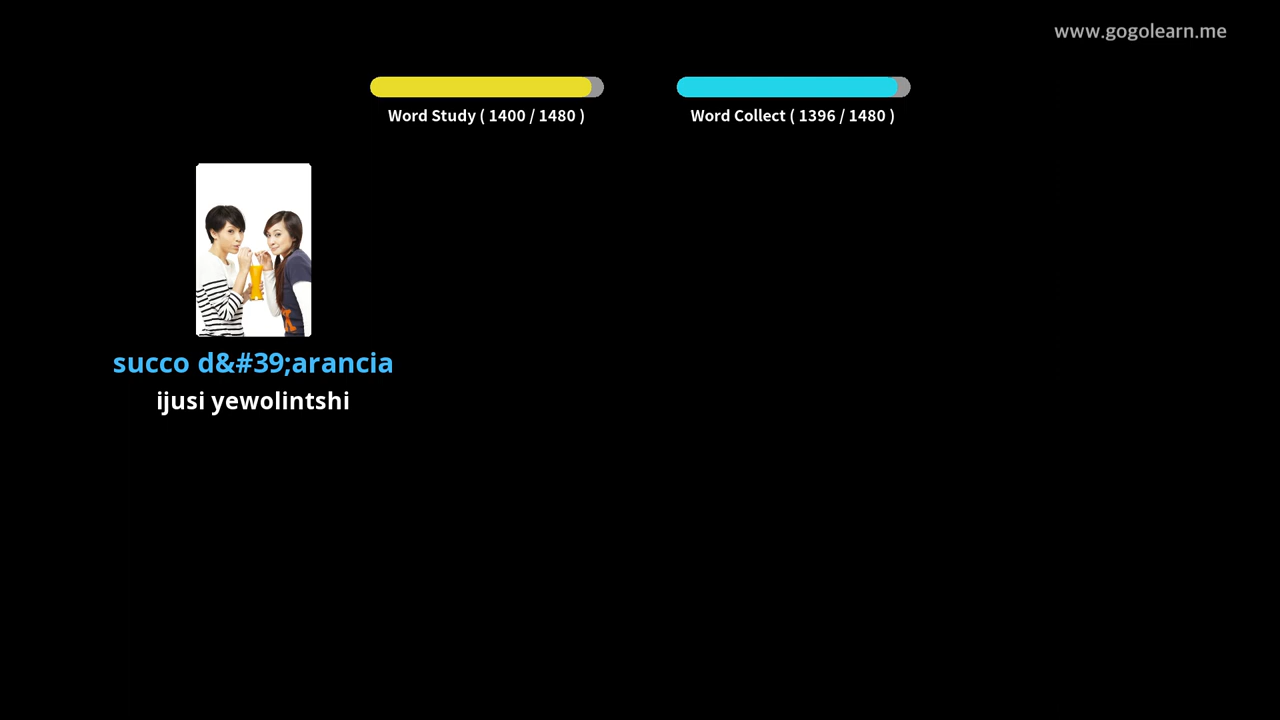 www.gogolearn.me
Word Study ( 1400 / 1480 )
Word Collect ( 1396 / 1480 )
succo d&#39;arancia
ijusi yewolintshi